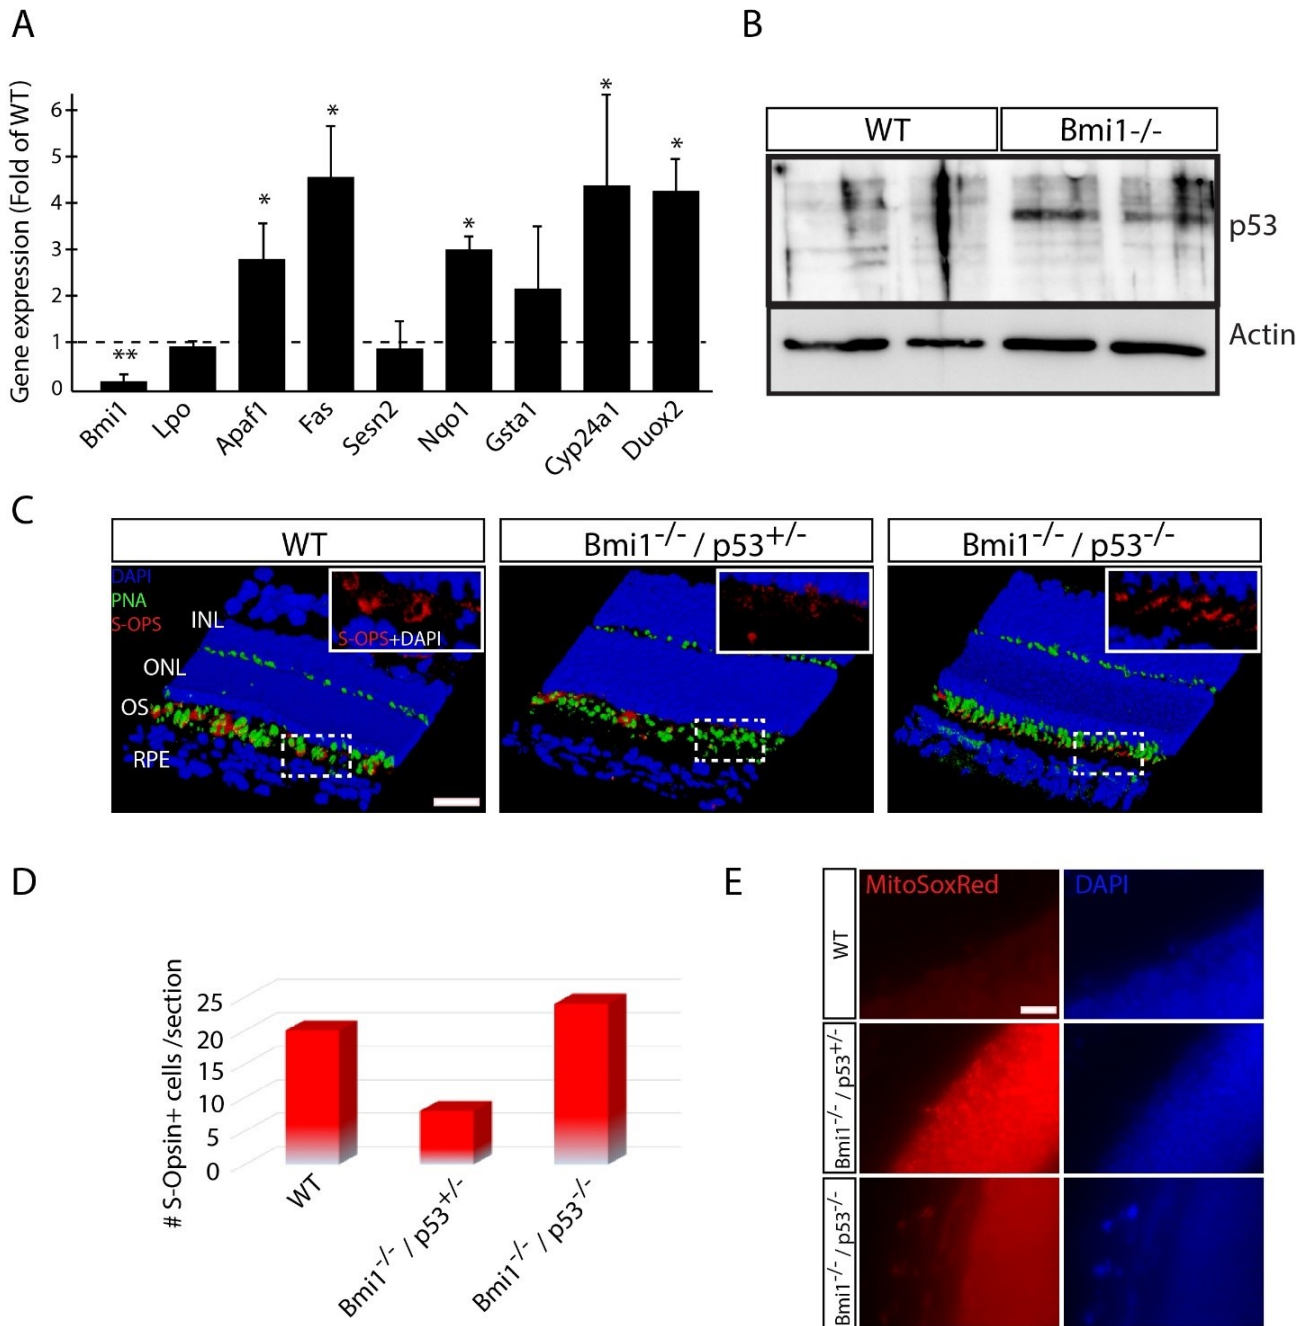 A
Gene expression (Fold of WT)
6
5
4
3
2
1
0
**
*
*
*
*
*
Bmi1
Lpo
Apaf1
Fas
Sesn2
Nqo1
Gsta1
Cyp24a1
Duox2
B
WT Bmi1-/-
p53
Actin
C
WT Bmi1-/- / p53+/- Bmi1-/- / p53-/-
DAPI
PNA
S-OPS
INL
S-OPS+DAPI
ONL
OS
RPE
D
# S-Opsin+ cells /section
25
20
15
10
5
0
WT
Bmi1-/- / p53+/-
Bmi1-/- / p53-/-
E
MitoSoxRed DAPI
WT
Bmi1-/- / p53+/-
Bmi1-/- / p53-/-